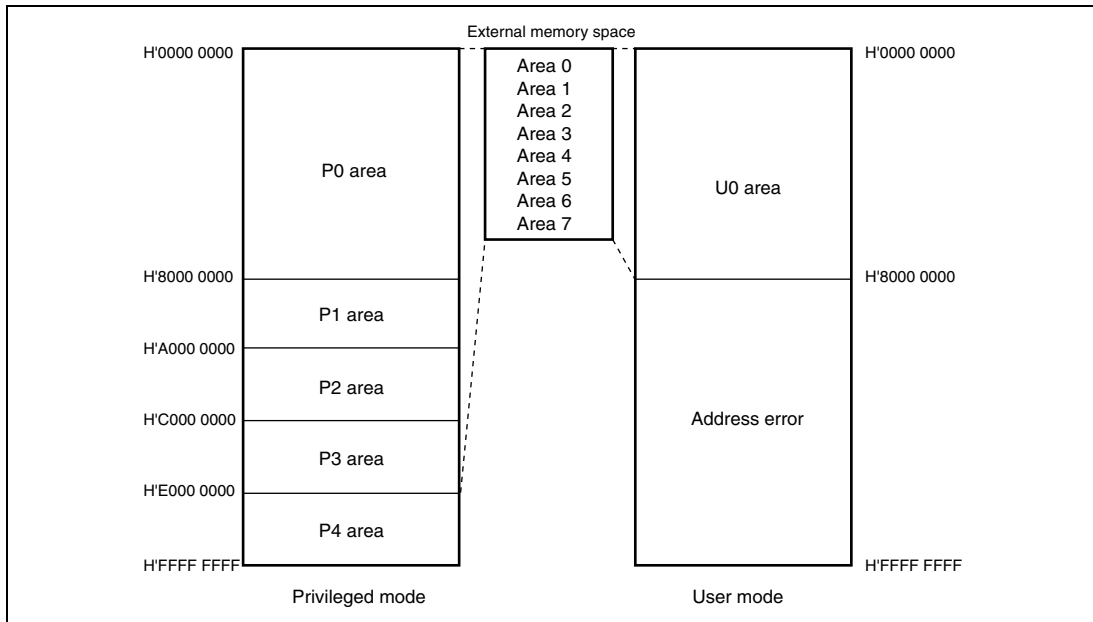 External memory space
H'0000 0000
Area 0
Area 1
Area 2
Area 3
Area 4
Area 5
Area 6
Area 7
H'0000 0000
P0 area
U0 area
H'8000 0000
H'8000 0000
P1 area
H'A000 0000
P2 area
Address error
H'C000 0000
P3 area
H'E000 0000
P4 area
H'FFFF FFFF
H'FFFF FFFF
Privileged mode
User mode